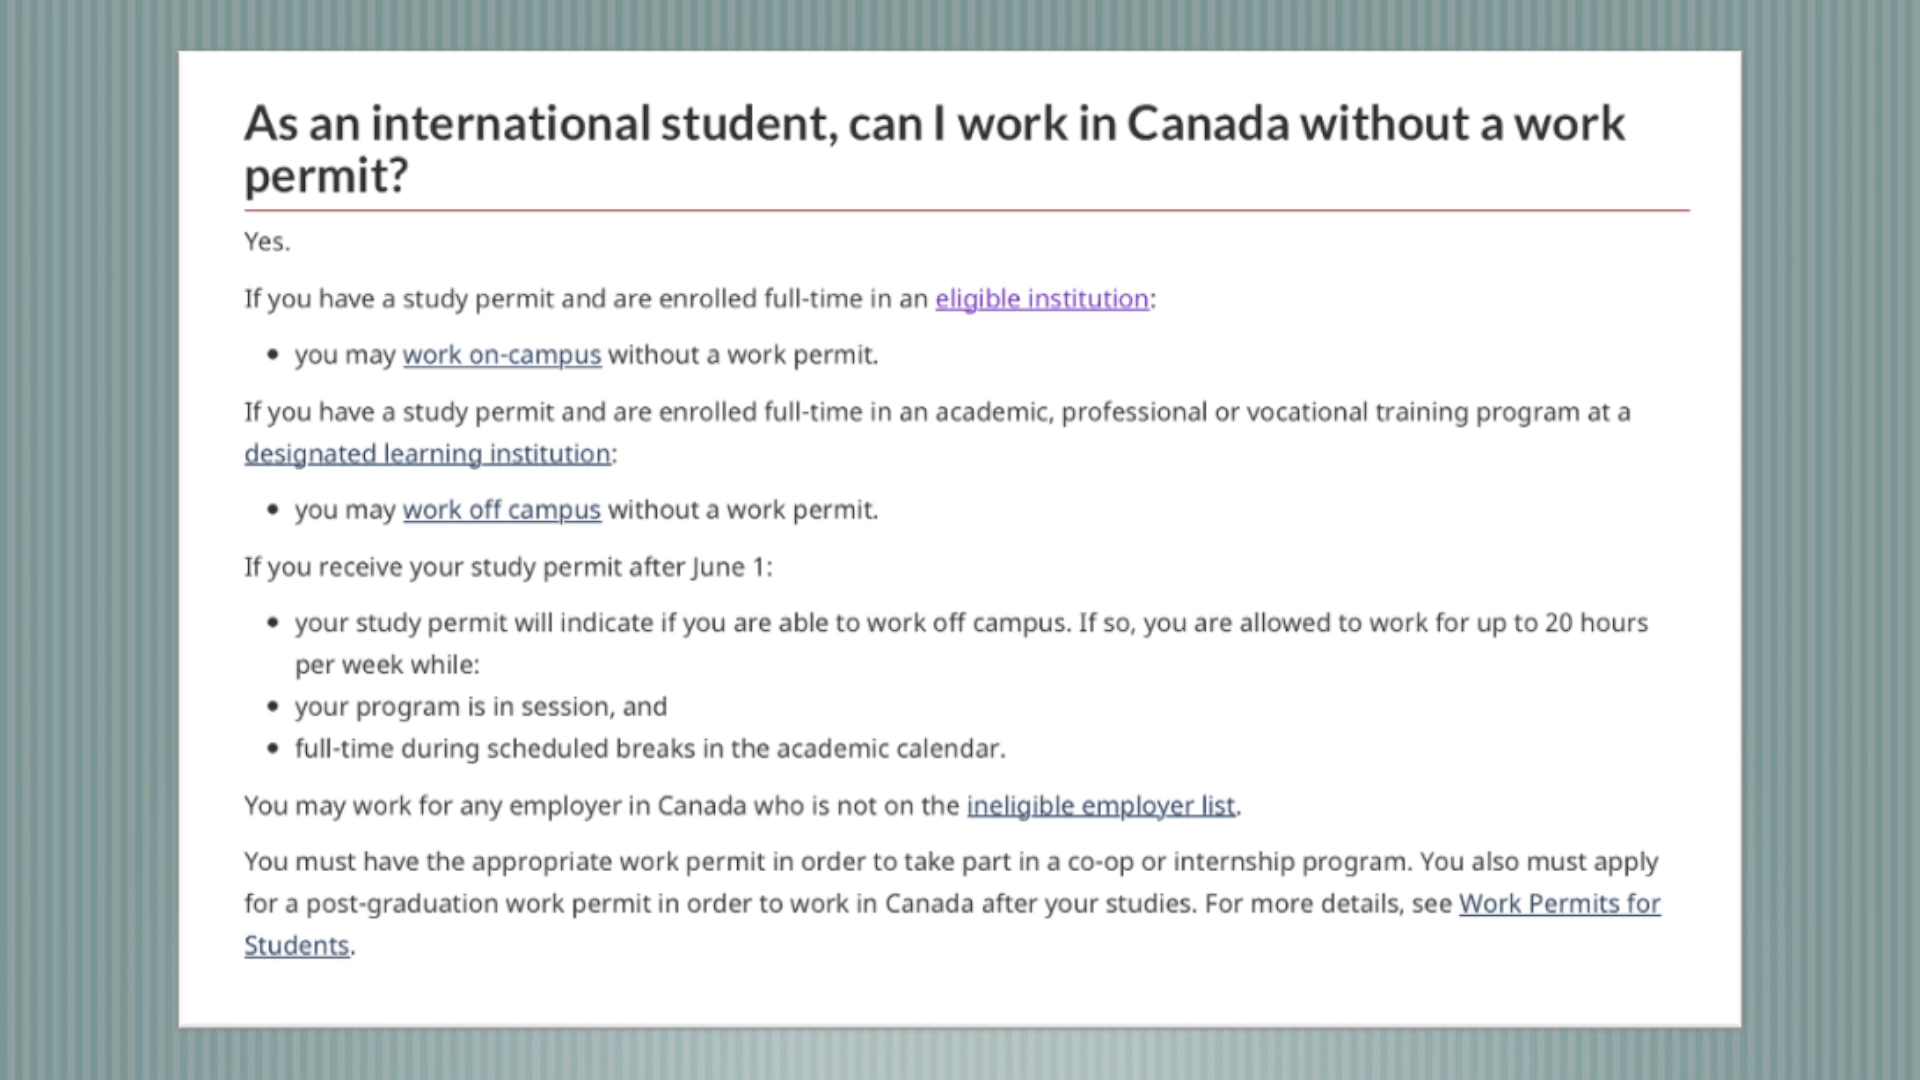 As an international student, can I work in Canada without a work
permit?
Yes.
If you have a study permit and are enrolled full-time in an eligible institution:
• you may work on-campus without a work permit.
If you have a study permit and are enrolled full-time in an academic, professional or vocational training program at a
designated learning institution:
• you may work off campus without a work permit.
If you receive your study permit after June 1:
• your study permit will indicate if you are able to work off campus. If so, you are allowed to work for up to 20 hours
per week while:
• your program is in session, and
• full-time during scheduled breaks in the academic calendar.
You may work for any employer in Canada who is not on the ineligible employer list.
You must have the appropriate work permit in order to take part in a co-op or internship program. You also must apply
for a post-graduation work permit in order to work in Canada after your studies. For more details, see Work Permits for
Students.